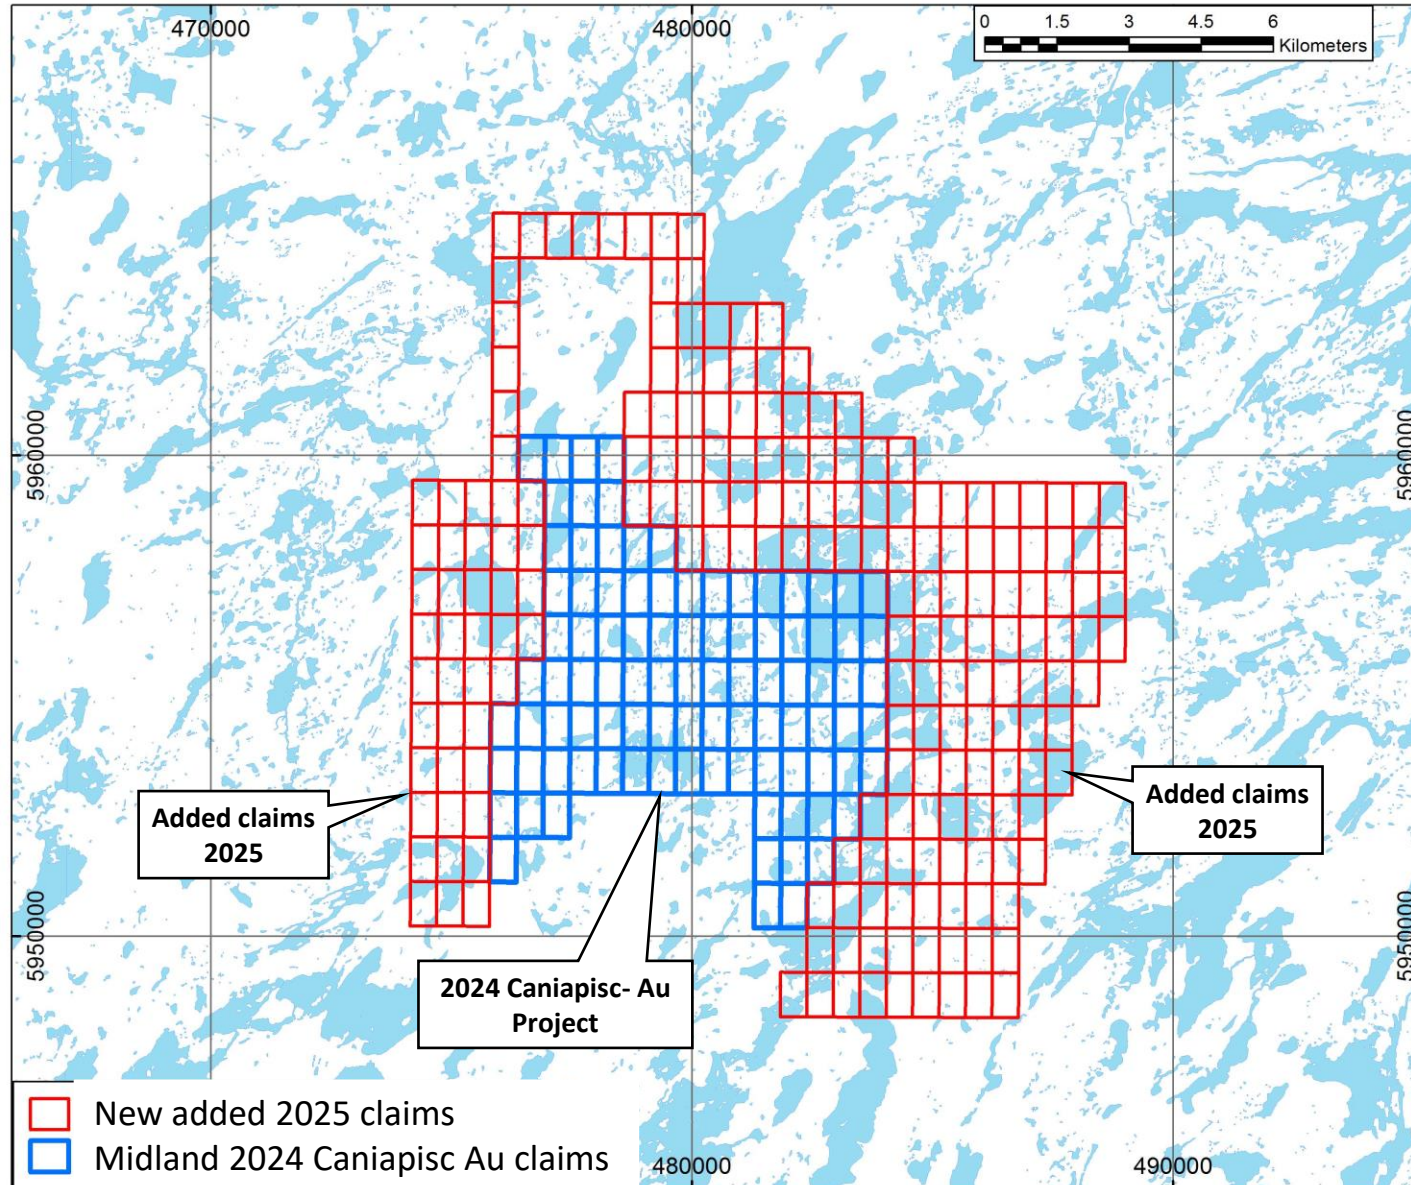 470000
480000
0 1.5 3 4.5 6
Kilometers
5960000
5960000
Added claims
2025
Added claims
2025
5950000
5950000
2024 Caniapisc- Au
Project
New added 2025 claims
Midland 2024 Caniapisc Au claims
480000
490000